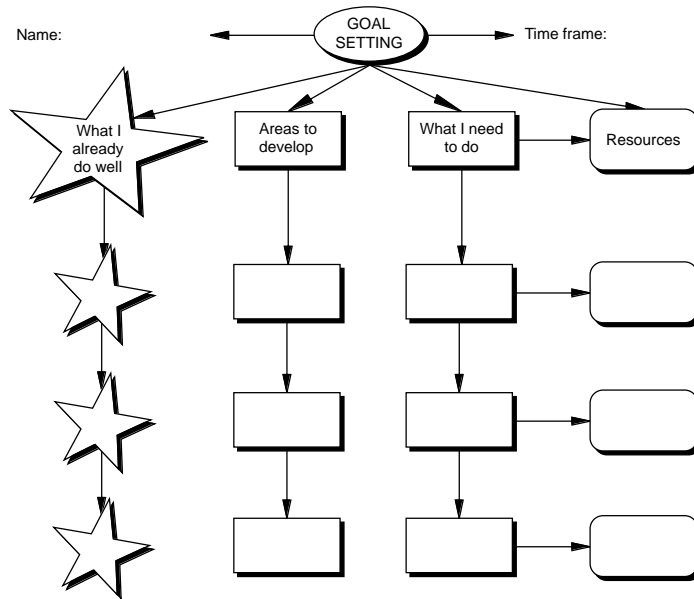 Name:
GOAL
SETTING
Time frame:
What I
already
do well
Areas to
develop
What I need
to do
Resources